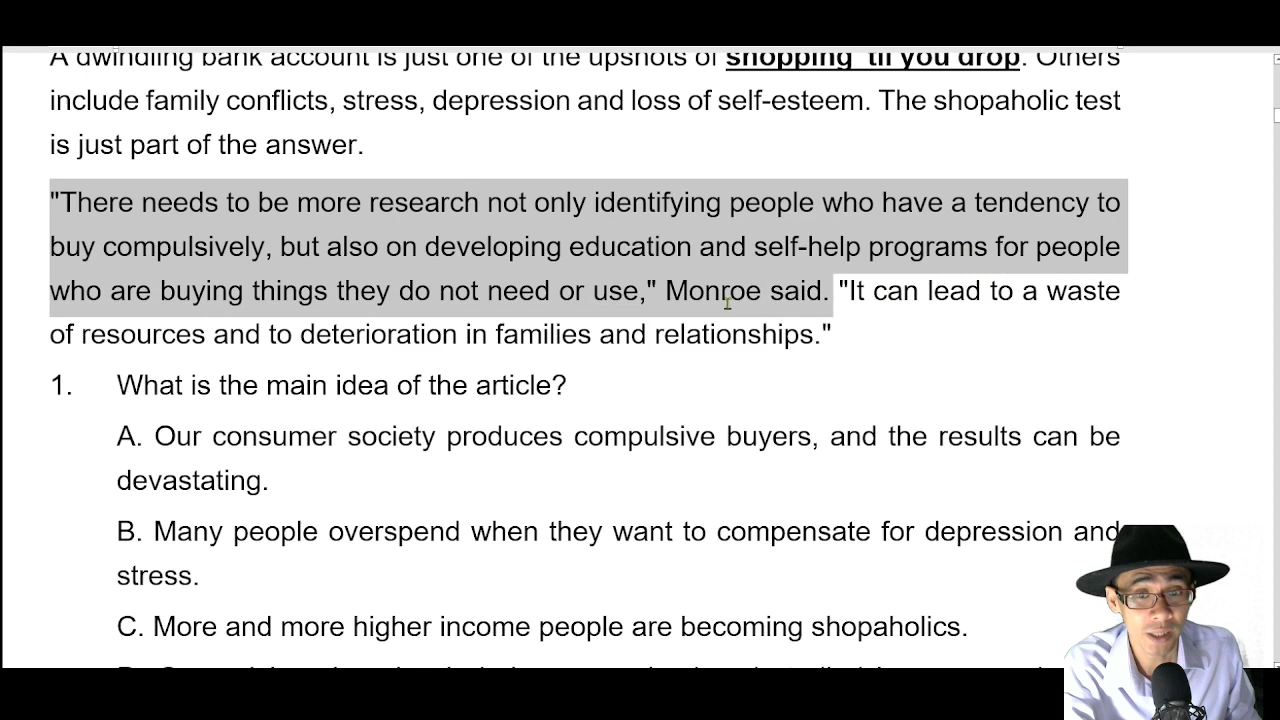 A dwindling bank account is just one of the upshots of shopping 'til you drop. Others
include family conflicts, stress, depression and loss of self-esteem. The shopaholic test
is just part of the answer.
"There needs to be more research not only identifying people who have a tendency to
buy compulsively, but also on developing education and self-help programs for people
who are buying things they do not need or use," Monroe said. "It can lead to a waste
of resources and to deterioration in families and relationships."
1. What is the main idea of the article?
A. Our consumer society produces compulsive buyers, and the results can be
devastating.
B. Many people overspend when they want to compensate for depression and
stress.
C. More and more higher income people are becoming shopaholics.